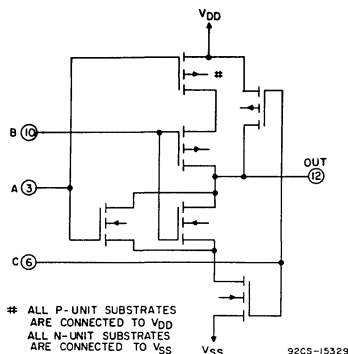 VDD
#
B 10
OUT
12
A 3
C 6
# ALL P-UNIT SUBSTRATES
ARE CONNECTED TO VDD
ALL N-UNIT SUBSTRATES
ARE CONNECTED TO VSS
VSS
92CS-15329